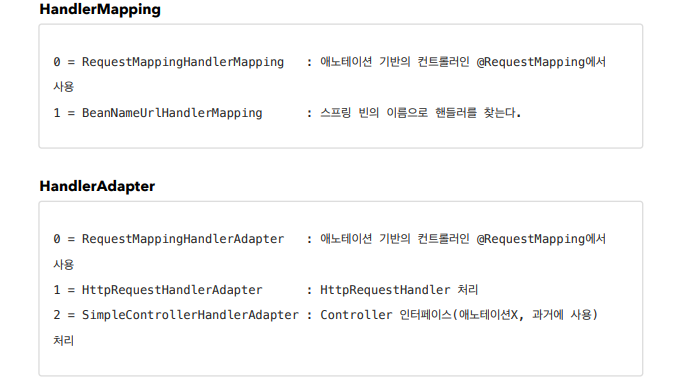 HandlerMapping
0 = RequestMappingHandlerMapping   : 애노테이션 기반의 컨트롤러인 @RequestMapping에서
사용
1 = BeanNameUrlHandlerMapping      : 스프링 빈의 이름으로 핸들러를 찾는다.
HandlerAdapter
0 = RequestMappingHandlerAdapter   : 애노테이션 기반의 컨트롤러인 @RequestMapping에서
사용
1 = HttpRequestHandlerAdapter      : HttpRequestHandler 처리
2 = SimpleControllerHandlerAdapter : Controller 인터페이스(애노테이션X, 과거에 사용)
처리